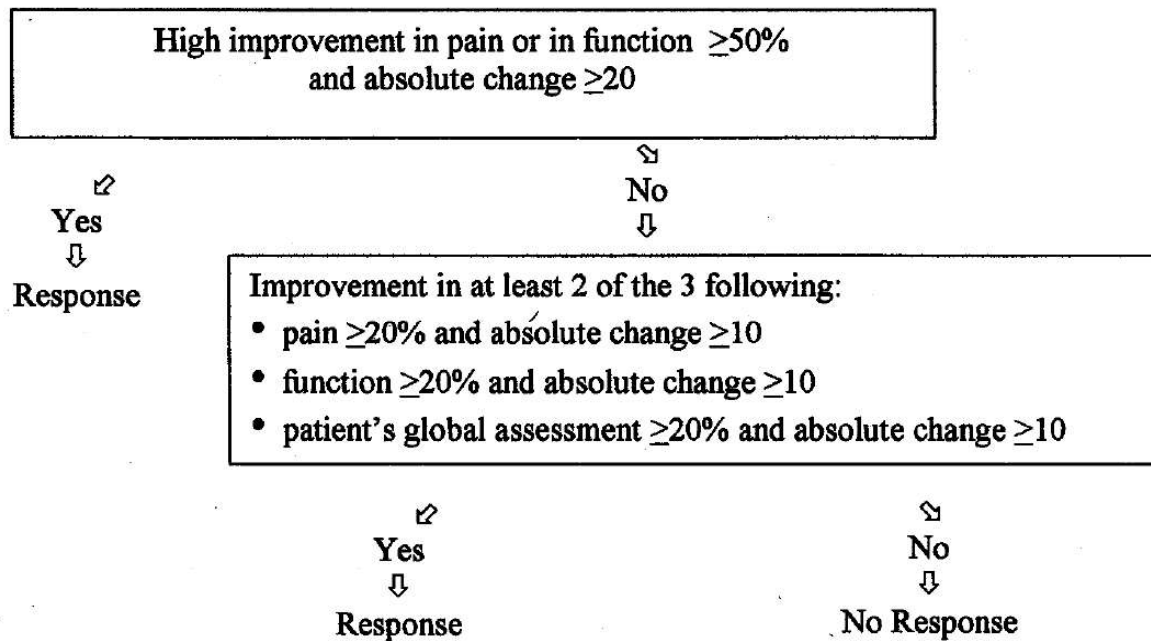 High improvement in pain or in function ≥50%
and absolute change ≥20
Yes
Response
No
Improvement in at least 2 of the 3 following:
• pain ≥20% and absolute change ≥10
• function ≥20% and absolute change ≥10
• patient's global assessment ≥20% and absolute change ≥10
Yes
Response
No
No Response